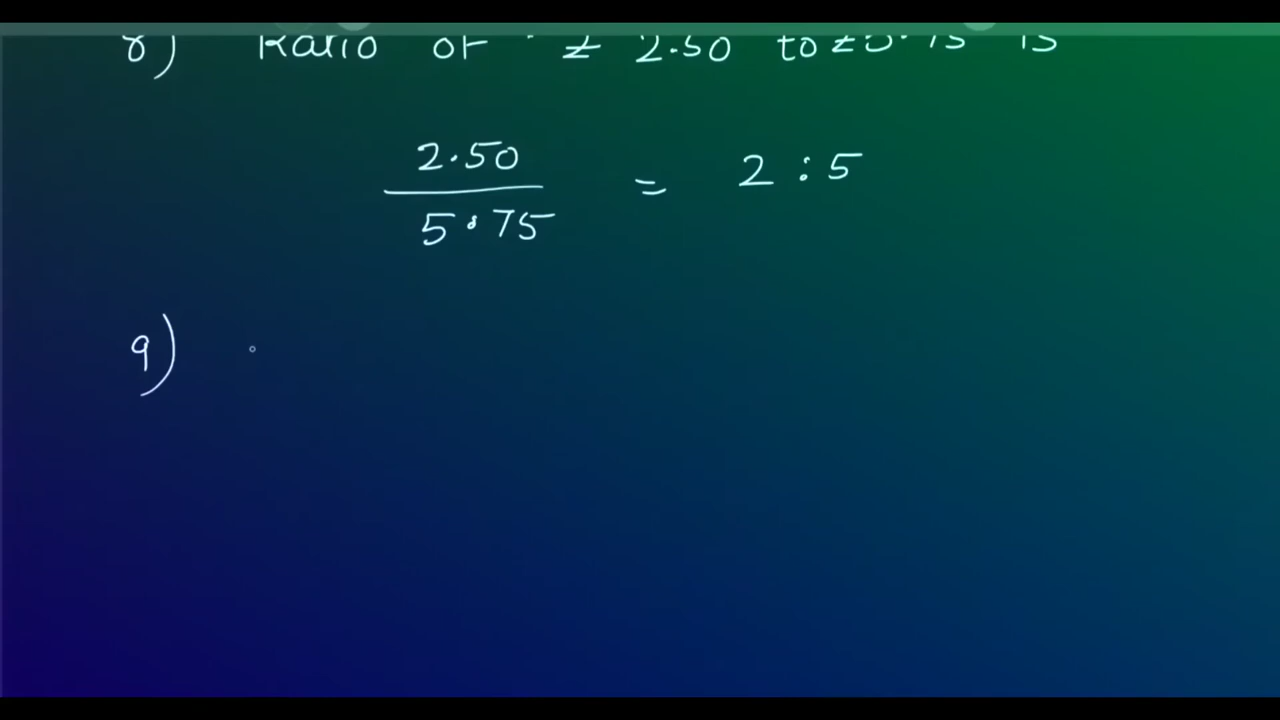 8) Ratio of ₹ 2.50 to ₹5.75 is
2.50
5.75
= 2 : 5
9)